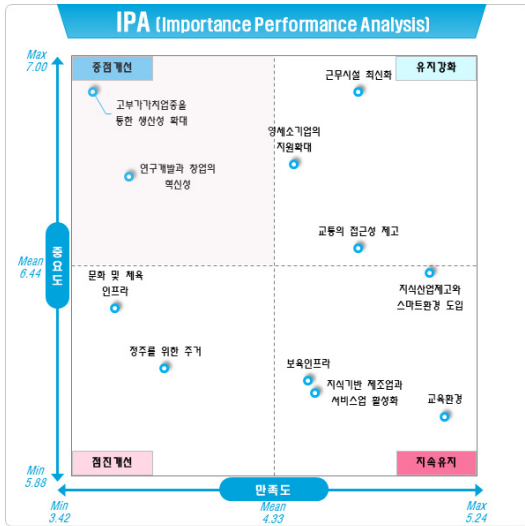 IPA (Importance Performance Analysis)
Max
7.00
중점개선
유지강화
근무시설 최신화
고부가가치업종을
통한 생산성 확대
영세소기업의
지원확대
연구개발과 창업의
혁신성
교통의 접근성 제고
중요도
Mean
6.44
문화 및 체육
인프라
지식산업제고와
스마트환경 도입
정주를 위한 주거
보육인프라
지식기반 제조업과
서비스업 활성화
교육환경
점진개선
지속유지
Min
5.88
만족도
Min
3.42
Mean
4.33
Max
5.24